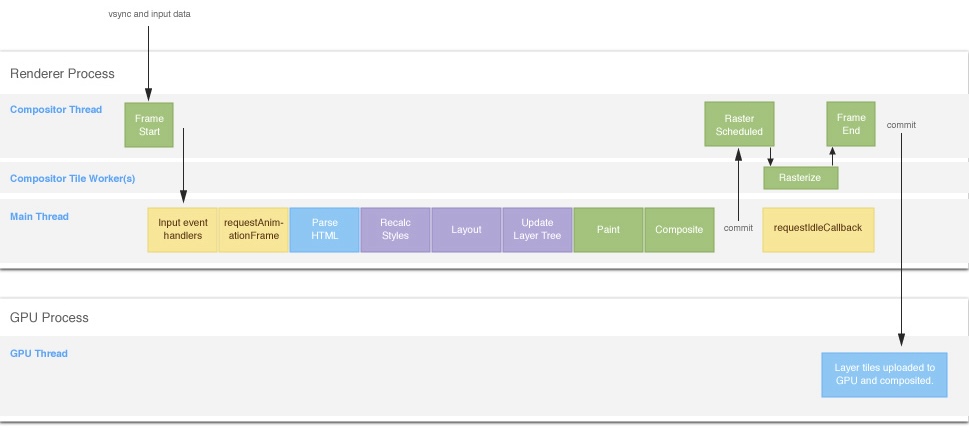 vsync and input data
Renderer Process
Compositor Thread
Frame
Start
Raster
Scheduled
Frame
End
commit
Compositor Tile Worker(s)
Rasterize
Main Thread
Input event
handlers
requestAnim-
ationFrame
Parse
HTML
Recalc
Styles
Layout
Update
Layer Tree
Paint
Composite
commit
requestIdleCallback
GPU Process
GPU Thread
Layer tiles uploaded to
GPU and composited.